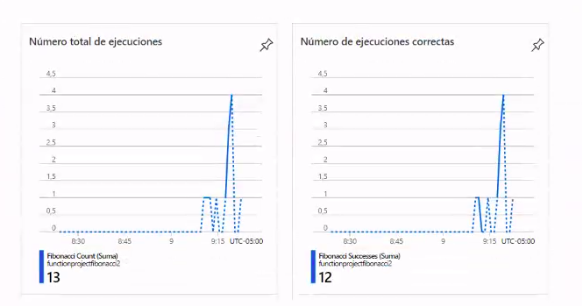 Número total de ejecuciones
4,5
4
3,5
3
2,5
2
1,5
1
0,5
0
8:30 8:45 9 9:15 UTC-05:00
Fibonacci Count (Suma)
functionprojectfibonaco2
13
Número de ejecuciones correctas
4,5
4
3,5
3
2,5
2
1,5
1
0,5
0
8:30 8:45 9 9:15 UTC-05:00
Fibonacci Successes (Suma)
functionprojectfibonaco2
12